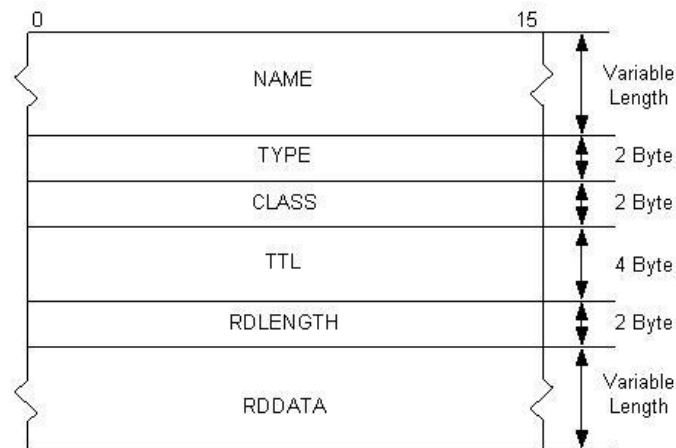 0 15
NAME
Variable
Length
TYPE
2 Byte
CLASS
2 Byte
TTL
4 Byte
RDLENGTH
2 Byte
RDDATA
Variable
Length